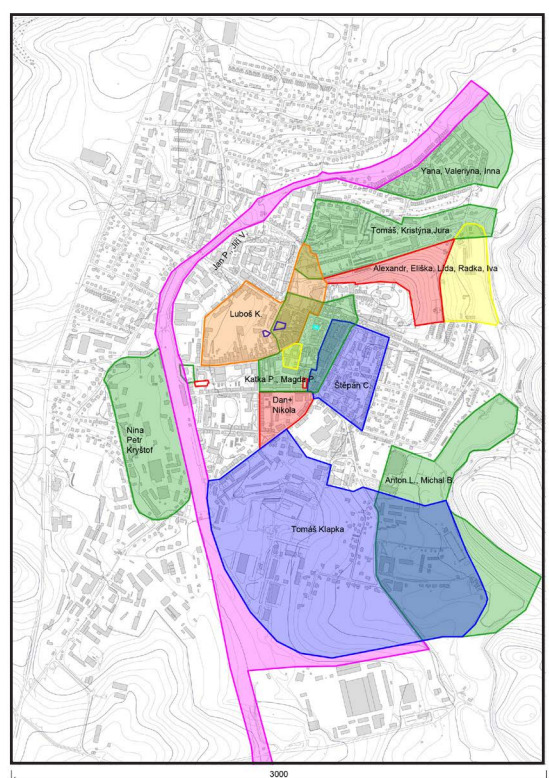 Yana, Valeriyna, Inna
Tomáš, Kristýna,Jura
Jan P., Jiří V.
Alexandr, Eliška, Lída, Radka, Iva
Luboš K.
Katka P., Magda P.
Štěpán C.
Dan+
Nikola
Nina
Petr
Kryštof
Anton L., Michal B.
Tomáš Klapka
3000